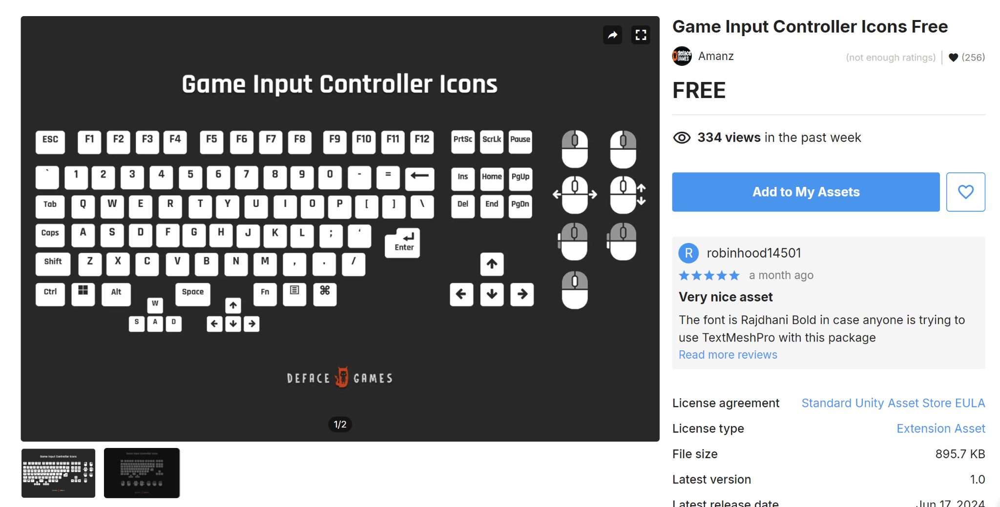 Game Input Controller Icons
ESC F1 F2 F3 F4 F5 F6 F7 F8 F9 F10 F11 F12 PrtSc ScrLk Pause
` 1 2 3 4 5 6 7 8 9 0 - = Ins Home PgUp
Tab Q W E R T Y U I O P [ ] \ Del End PgDn
Caps A S D F G H J K L ; ' Enter
Shift Z X C V B N M , . /
Ctrl Alt Space Fn ⌘
W
S A D
DEFACE GAMES
1/2
Game Input Controller Icons
Game Input Controller Icons Free
deface GAMES
Amanz
(not enough ratings)
(256)
FREE
334 views in the past week
Add to My Assets
R
robinhood14501
a month ago
Very nice asset
The font is Rajdhani Bold in case anyone is trying to
use TextMeshPro with this package
Read more reviews
License agreement Standard Unity Asset Store EULA
License type Extension Asset
File size 895.7 KB
Latest version 1.0
Latest release date Jun 17, 2024